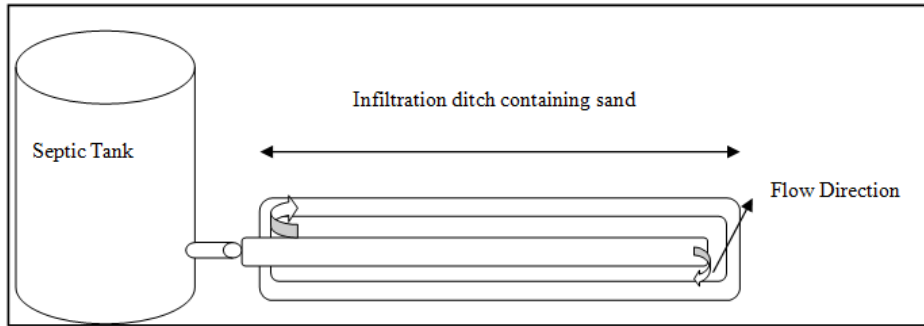 Infiltration ditch containing sand
Septic Tank
Flow Direction